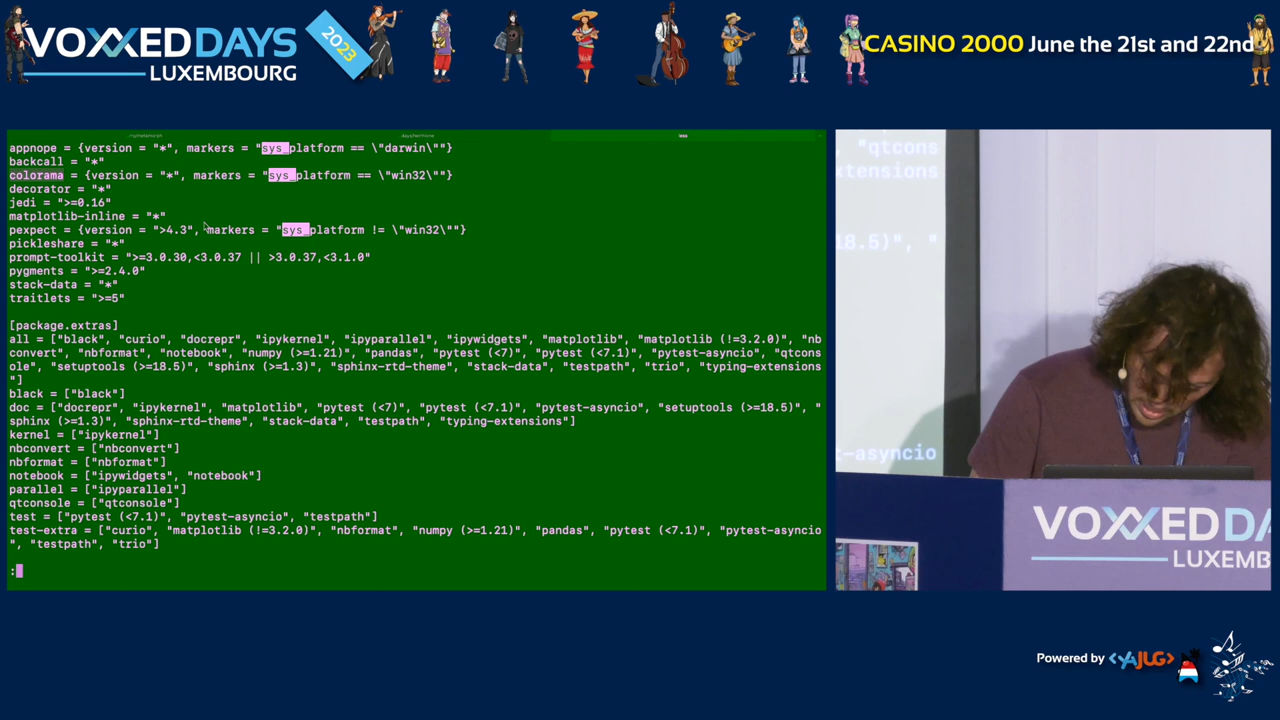 VOXXED DAYS
LUXEMBOURG
2023
CASINO 2000 June the 21st and 22nd
less
appnope = {version = "*", markers = "sys_platform == \"darwin\""}
backcall = "*"
colorama = {version = "*", markers = "sys_platform == \"win32\""}
decorator = "*"
jedi = ">=0.16"
matplotlib-inline = "*"
pexpect = {version = ">4.3", markers = "sys_platform != \"win32\""}
pickleshare = "*"
prompt-toolkit = ">=3.0.30,<3.0.37 || >3.0.37,<3.1.0"
pygments = ">=2.4.0"
stack-data = "*"
traitlets = ">=5"
[package.extras]
all = ["black", "curio", "docrepr", "ipykernel", "ipyparallel", "ipywidgets", "matplotlib", "matplotlib (!=3.2.0)", "nb
convert", "nbformat", "notebook", "numpy (>=1.21)", "pandas", "pytest (<7)", "pytest (<7.1)", "pytest-asyncio", "qtcons
ole", "setuptools (>=18.5)", "sphinx (>=1.3)", "sphinx-rtd-theme", "stack-data", "testpath", "trio", "typing-extensions
"]
black = ["black"]
doc = ["docrepr", "ipykernel", "matplotlib", "pytest (<7)", "pytest (<7.1)", "pytest-asyncio", "setuptools (>=18.5)", "
sphinx (>=1.3)", "sphinx-rtd-theme", "stack-data", "testpath", "typing-extensions"]
kernel = ["ipykernel"]
nbconvert = ["nbconvert"]
nbformat = ["nbformat"]
notebook = ["ipywidgets", "notebook"]
parallel = ["ipyparallel"]
qtconsole = ["qtconsole"]
test = ["pytest (<7.1)", "pytest-asyncio", "testpath"]
test-extra = ["curio", "matplotlib (!=3.2.0)", "nbformat", "numpy (>=1.21)", "pandas", "pytest (<7.1)", "pytest-asyncio
", "testpath", "trio"]
:
"qtcons
tensions
18.5)", "
t-asyncio
VOXXED DA
LUXEMB
Powered by <YAJUG>